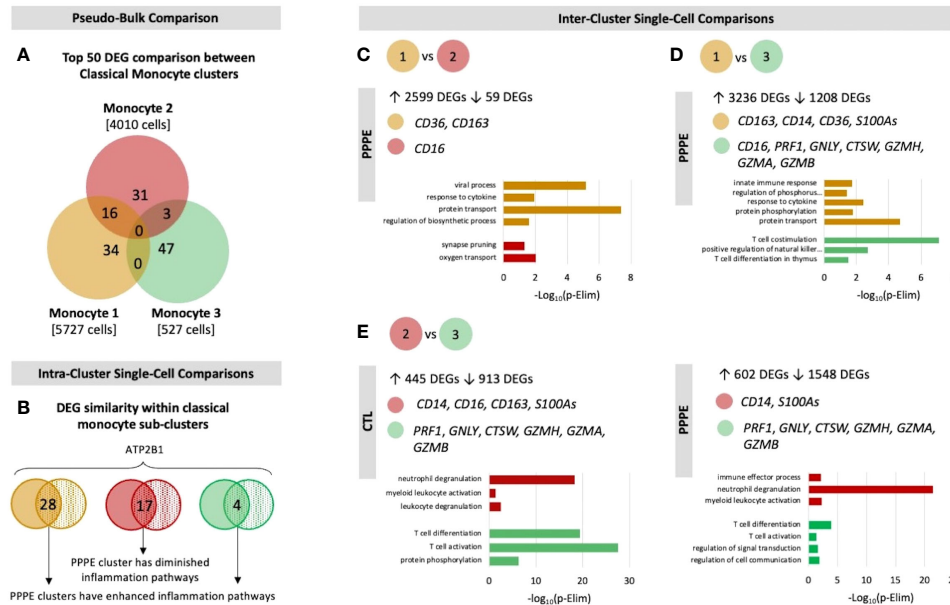 Pseudo-Bulk Comparison
A
Top 50 DEG comparison between
Classical Monocyte clusters
Monocyte 2
[4010 cells]
31
16
3
0
34
47
0
Monocyte 1
[5727 cells]
Monocyte 3
[527 cells]
Intra-Cluster Single-Cell Comparisons
B
DEG similarity within classical
monocyte sub-clusters
ATP2B1
28
17
4
PPPE cluster has diminished
inflammation pathways
PPPE clusters have enhanced inflammation pathways
Inter-Cluster Single-Cell Comparisons
C
1 vs 2
PPPE
↑ 2599 DEGs ↓ 59 DEGs
CD36, CD163
CD16
viral process
response to cytokine
protein transport
regulation of biosynthetic process
synapse pruning
oxygen transport
0 2 4 6 8
-Log10(p-Elim)
D
1 vs 3
PPPE
↑ 3236 DEGs ↓ 1208 DEGs
CD163, CD14, CD36, S100As
CD16, PRF1, GNLY, CTSW, GZMH,
GZMA, GZMB
innate immune response
regulation of phosphorus...
response to cytokine
protein phosphorylation
protein transport
T cell costimulation
positive regulation of natural killer...
T cell differentiation in thymus
0 2 4 6
-Log10(p-Elim)
E
2 vs 3
CTL
↑ 445 DEGs ↓ 913 DEGs
CD14, CD16, CD163, S100As
PRF1, GNLY, CTSW, GZMH, GZMA,
GZMB
neutrophil degranulation
myeloid leukocyte activation
leukocyte degranulation
T cell differentiation
T cell activation
protein phosphorylation
0 10 20 30
-Log10(p-Elim)
PPPE
↑ 602 DEGs ↓ 1548 DEGs
CD14, S100As
PRF1, GNLY, CTSW, GZMH, GZMA,
GZMB
immune effector process
neutrophil degranulation
myeloid leukocyte activation
T cell differentiation
T cell activation
regulation of signal transduction
regulation of cell communication
0 5 10 15 20
-Log10(p-Elim)